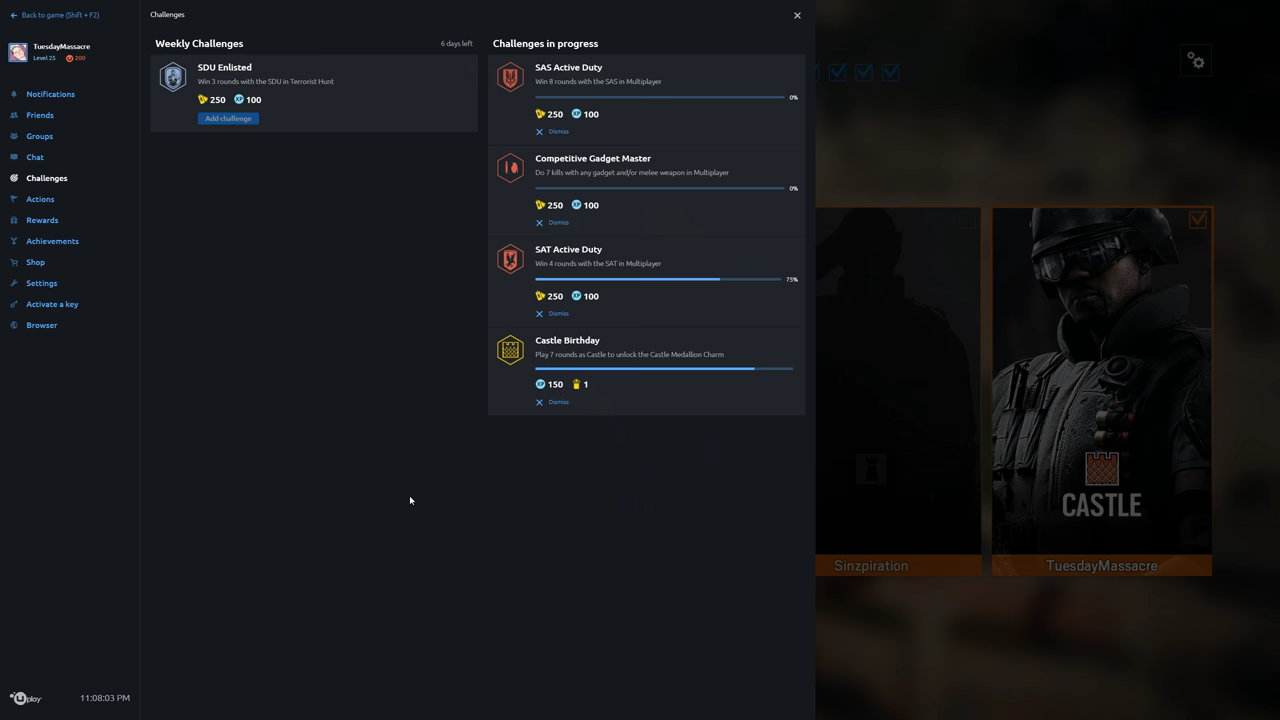 Back to game (Shift + F2)
TuesdayMassacre
Level 25 200
Notifications
Friends
Groups
Chat
Challenges
Actions
Rewards
Achievements
Shop
Settings
Activate a key
Browser
uplay 11:08:03 PM
Challenges
Weekly Challenges 6 days left
SDU Enlisted
Win 3 rounds with the SDU in Terrorist Hunt
250 XP 100
Add challenge
Challenges in progress
SAS Active Duty
Win 8 rounds with the SAS in Multiplayer
0%
250 XP 100
Dismiss
Competitive Gadget Master
Do 7 kills with any gadget and/or melee weapon in Multiplayer
0%
250 XP 100
Dismiss
SAT Active Duty
Win 4 rounds with the SAT in Multiplayer
75%
250 XP 100
Dismiss
Castle Birthday
Play 7 rounds as Castle to unlock the Castle Medallion Charm
XP 150 1
Dismiss
CASTLE
Sinzpiration
TuesdayMassacre